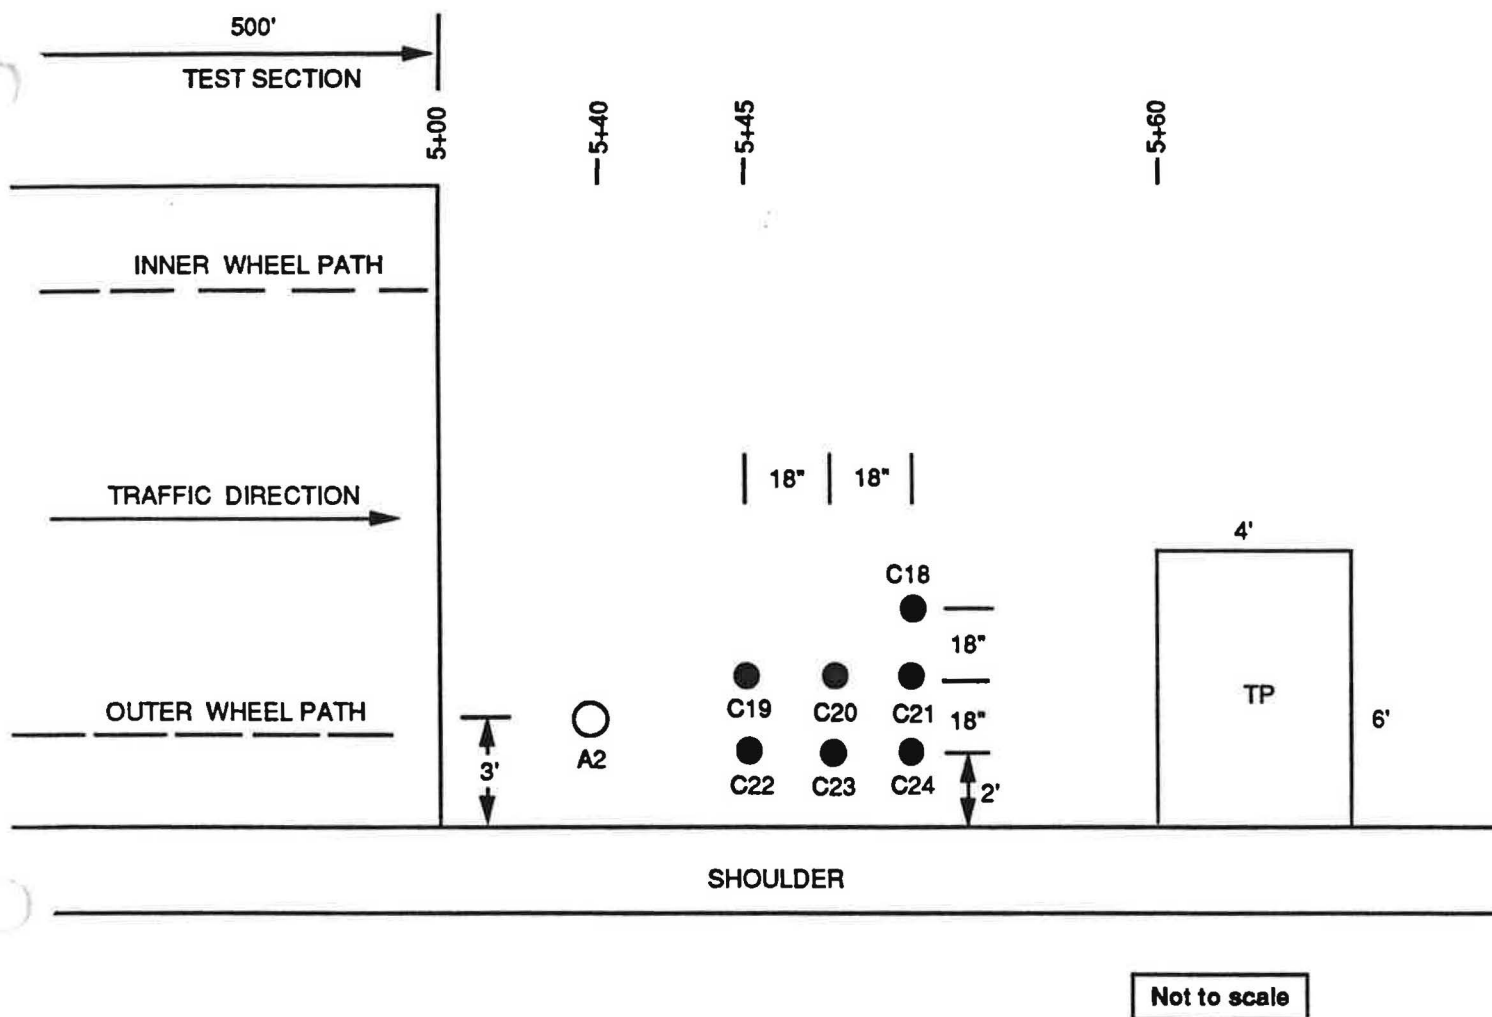 500'
TEST SECTION
5+00
5+40
5+45
5+60
INNER WHEEL PATH
18" 18"
TRAFFIC DIRECTION
4'
C18
18"
C19 C20 C21
TP
OUTER WHEEL PATH
18"
6'
A2
3'
C22 C23 C24
2'
SHOULDER
Not to scale